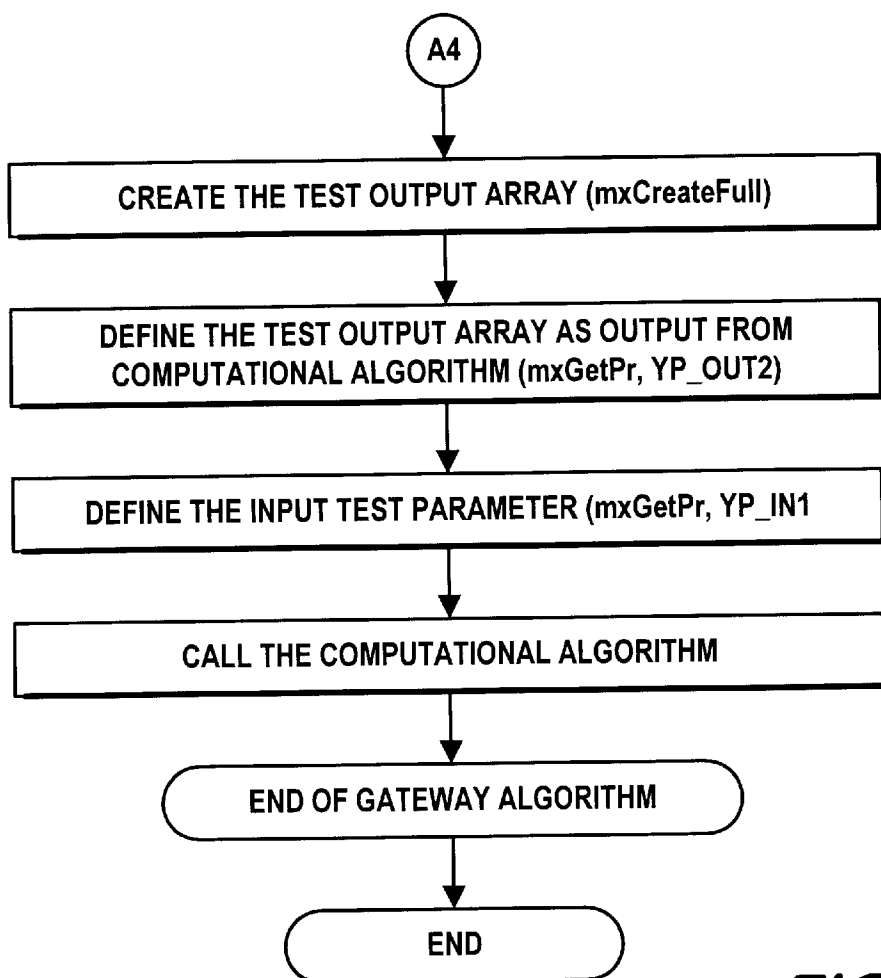 A4
CREATE THE TEST OUTPUT ARRAY (mxCreateFull)
DEFINE THE TEST OUTPUT ARRAY AS OUTPUT FROM
COMPUTATIONAL ALGORITHM (mxGetPr, YP_OUT2)
DEFINE THE INPUT TEST PARAMETER (mxGetPr, YP_IN1
CALL THE COMPUTATIONAL ALGORITHM
END OF GATEWAY ALGORITHM
END